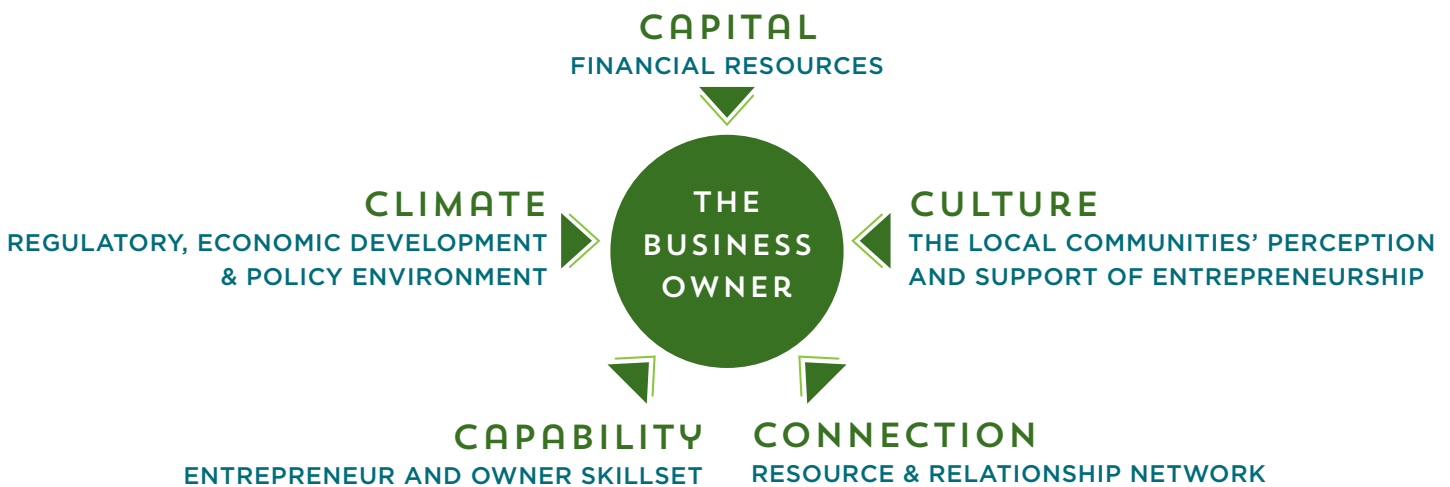 CAPITAL
FINANCIAL RESOURCES
CLIMATE
REGULATORY, ECONOMIC DEVELOPMENT
& POLICY ENVIRONMENT
THE
BUSINESS
OWNER
CULTURE
THE LOCAL COMMUNITIES’ PERCEPTION
AND SUPPORT OF ENTREPRENEURSHIP
CAPABILITY
ENTREPRENEUR AND OWNER SKILLSET
CONNECTION
RESOURCE & RELATIONSHIP NETWORK